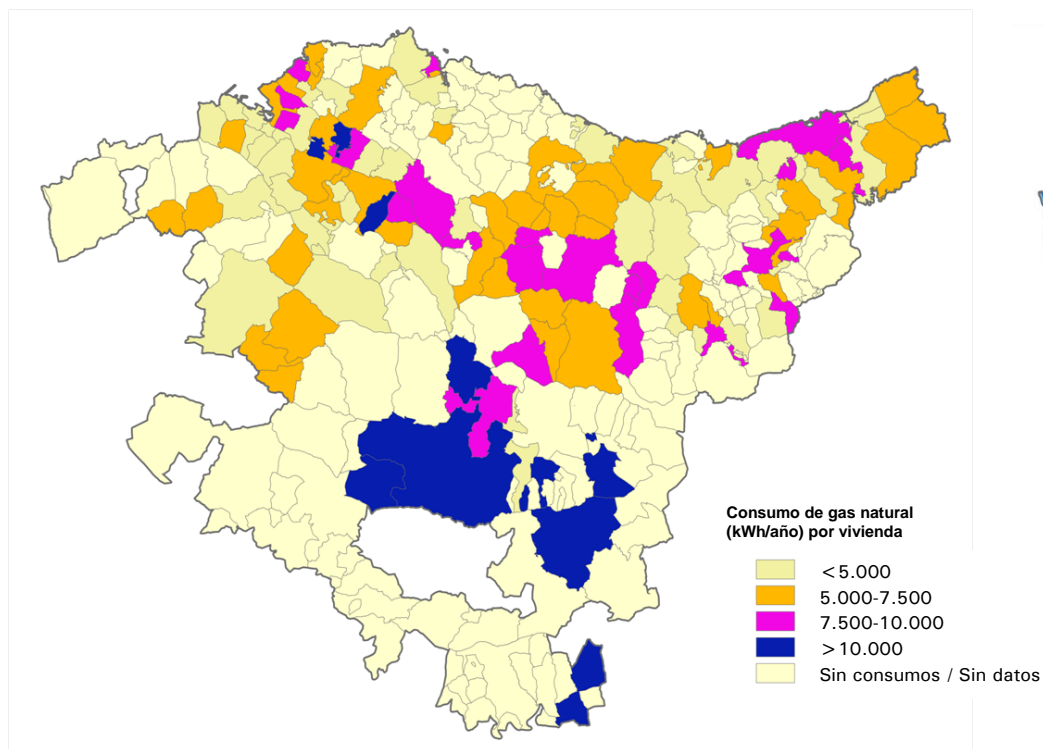 Consumo de gas natural
(kWh/año) por vivienda
<5.000
5.000-7.500
7.500-10.000
>10.000
Sin consumos / Sin datos